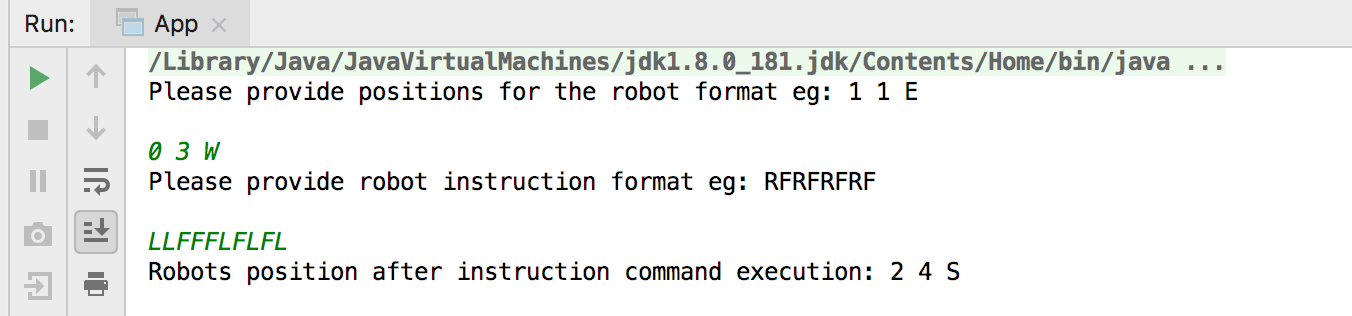 Run: App
/Library/Java/JavaVirtualMachines/jdk1.8.0_181.jdk/Contents/Home/bin/java ...
Please provide positions for the robot format eg: 1 1 E
0 3 W
Please provide robot instruction format eg: RFRFRFRF
LLFFFLFLFL
Robots position after instruction command execution: 2 4 S